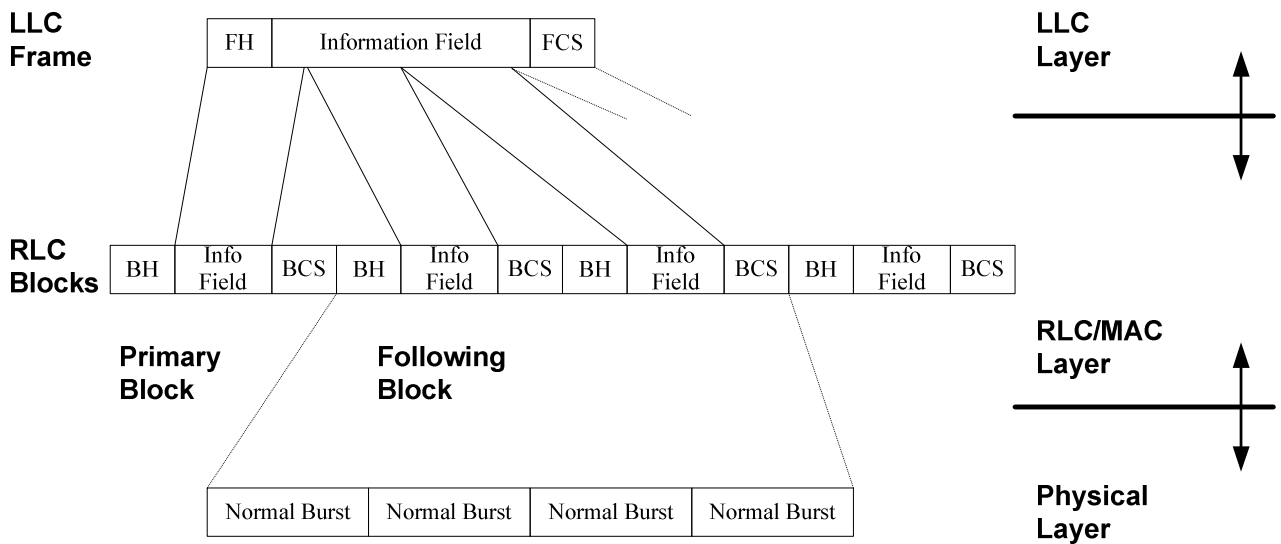 LLC
Frame
FH
Information Field
FCS
LLC
Layer
RLC
Blocks
BH
Info
Field
BCS
BH
Info
Field
BCS
BH
Info
Field
BCS
BH
Info
Field
BCS
Primary
Block
Following
Block
RLC/MAC
Layer
Normal Burst
Normal Burst
Normal Burst
Normal Burst
Physical
Layer